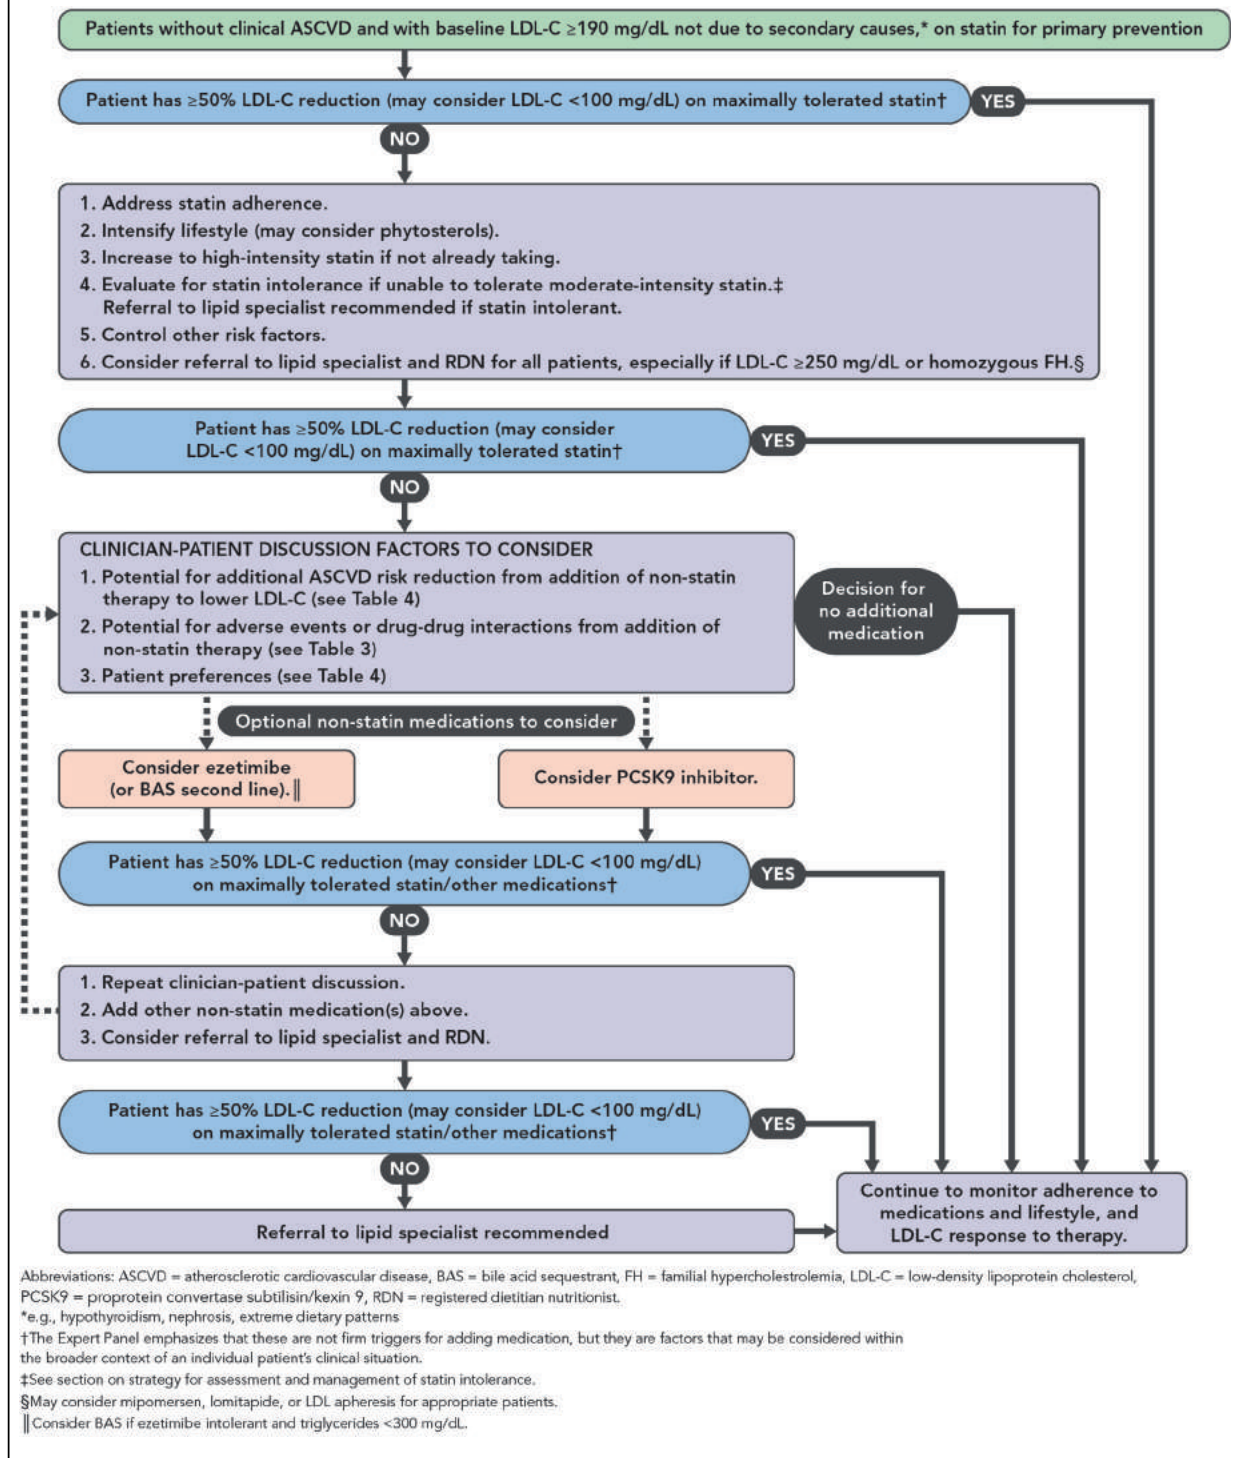 Patients without clinical ASCVD and with baseline LDL-C ≥190 mg/dL not due to secondary causes,* on statin for primary prevention
Patient has ≥50% LDL-C reduction (may consider LDL-C <100 mg/dL) on maximally tolerated statin†
YES
NO
1. Address statin adherence.
2. Intensify lifestyle (may consider phytosterols).
3. Increase to high-intensity statin if not already taking.
4. Evaluate for statin intolerance if unable to tolerate moderate-intensity statin.‡
Referral to lipid specialist recommended if statin intolerant.
5. Control other risk factors.
6. Consider referral to lipid specialist and RDN for all patients, especially if LDL-C ≥250 mg/dL or homozygous FH.§
Patient has ≥50% LDL-C reduction (may consider
LDL-C <100 mg/dL) on maximally tolerated statin†
YES
NO
CLINICIAN-PATIENT DISCUSSION FACTORS TO CONSIDER
1. Potential for additional ASCVD risk reduction from addition of non-statin
therapy to lower LDL-C (see Table 4)
2. Potential for adverse events or drug-drug interactions from addition of
non-statin therapy (see Table 3)
3. Patient preferences (see Table 4)
Decision for
no additional
medication
Optional non-statin medications to consider
Consider ezetimibe
(or BAS second line).‖
Consider PCSK9 inhibitor.
Patient has ≥50% LDL-C reduction (may consider LDL-C <100 mg/dL)
on maximally tolerated statin/other medications†
YES
NO
1. Repeat clinician-patient discussion.
2. Add other non-statin medication(s) above.
3. Consider referral to lipid specialist and RDN.
Patient has ≥50% LDL-C reduction (may consider LDL-C <100 mg/dL)
on maximally tolerated statin/other medications†
YES
NO
Referral to lipid specialist recommended
Continue to monitor adherence to
medications and lifestyle, and
LDL-C response to therapy.
Abbreviations: ASCVD = atherosclerotic cardiovascular disease, BAS = bile acid sequestrant, FH = familial hypercholestrolemia, LDL-C = low-density lipoprotein cholesterol,
PCSK9 = proprotein convertase subtilisin/kexin 9, RDN = registered dietitian nutritionist.
*e.g., hypothyroidism, nephrosis, extreme dietary patterns
†The Expert Panel emphasizes that these are not firm triggers for adding medication, but they are factors that may be considered within
the broader context of an individual patient's clinical situation.
‡See section on strategy for assessment and management of statin intolerance.
§May consider mipomersen, lomitapide, or LDL apheresis for appropriate patients.
‖Consider BAS if ezetimibe intolerant and triglycerides <300 mg/dL.